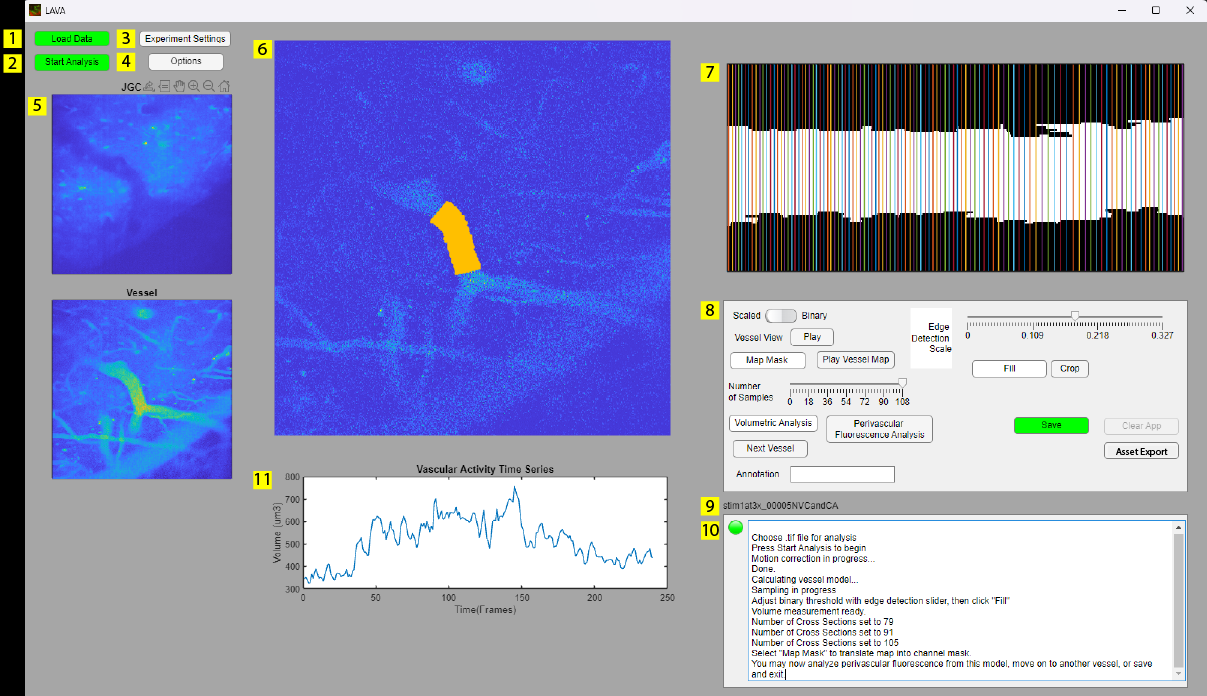 LAVA
1 Load Data 3 Experiment Settings
2 Start Analysis 4 Options
JGC
5
Vessel
6
7
8
Scaled Binary
Vessel View Play
Map Mask Play Vessel Map
Edge
Detection
Scale
0 0.109 0.218 0.327
Fill Crop
Number
of Samples
0 18 36 54 72 90 108
Volumetric Analysis
Perivascular
Fluorescence Analysis
Next Vessel
Save Clear App
Asset Export
Annotation
11
Vascular Activity Time Series
Volume (um3)
800
700
600
500
400
300
0 50 100 150 200 250
Time(Frames)
9 stim1at3x_00005NVCandCA
10
Choose .tif file for analysis
Press Start Analysis to begin
Motion correction in progress...
Done.
Calculating vessel model...
Sampling in progress
Adjust binary threshold with edge detection slider, then click "Fill"
Volume measurement ready.
Number of Cross Sections set to 79
Number of Cross Sections set to 91
Number of Cross Sections set to 105
Select "Map Mask" to translate map into channel mask.
You may now analyze perivascular fluorescence from this model, move on to another vessel, or save
and exit